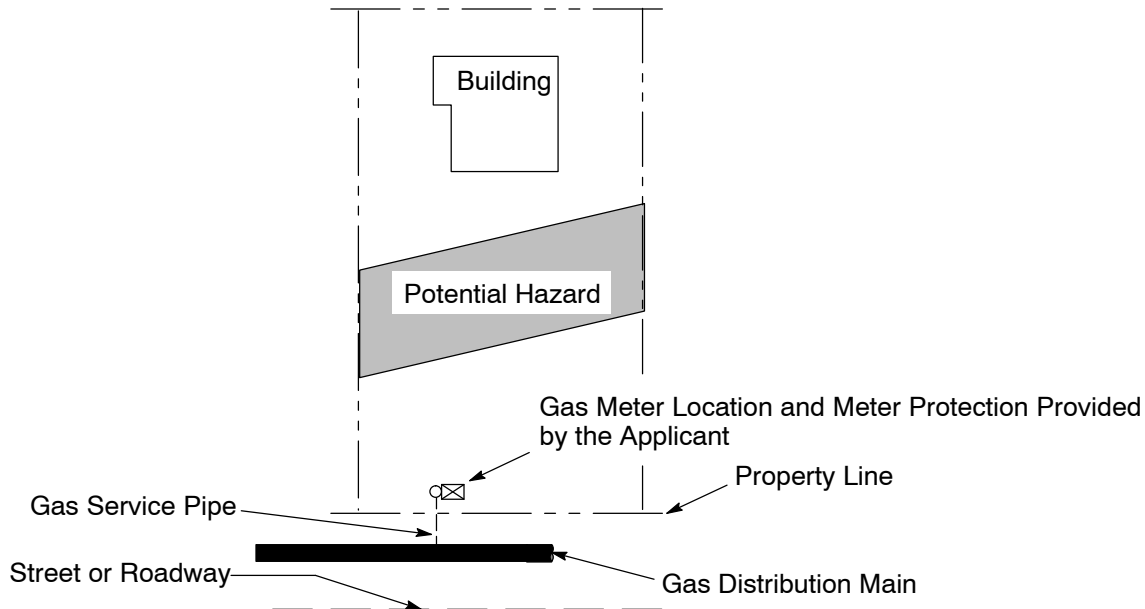 Building
Potential Hazard
Gas Meter Location and Meter Protection Provided
by the Applicant
Property Line
Gas Service Pipe
Street or Roadway
Gas Distribution Main